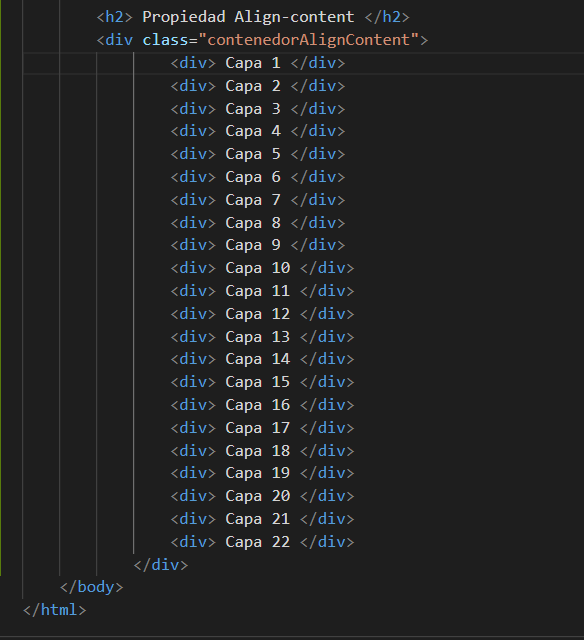 <h2> Propiedad Align-content </h2>
<div class="contenedorAlignContent">
<div> Capa 1 </div>
<div> Capa 2 </div>
<div> Capa 3 </div>
<div> Capa 4 </div>
<div> Capa 5 </div>
<div> Capa 6 </div>
<div> Capa 7 </div>
<div> Capa 8 </div>
<div> Capa 9 </div>
<div> Capa 10 </div>
<div> Capa 11 </div>
<div> Capa 12 </div>
<div> Capa 13 </div>
<div> Capa 14 </div>
<div> Capa 15 </div>
<div> Capa 16 </div>
<div> Capa 17 </div>
<div> Capa 18 </div>
<div> Capa 19 </div>
<div> Capa 20 </div>
<div> Capa 21 </div>
<div> Capa 22 </div>
</div>
</body>
</html>